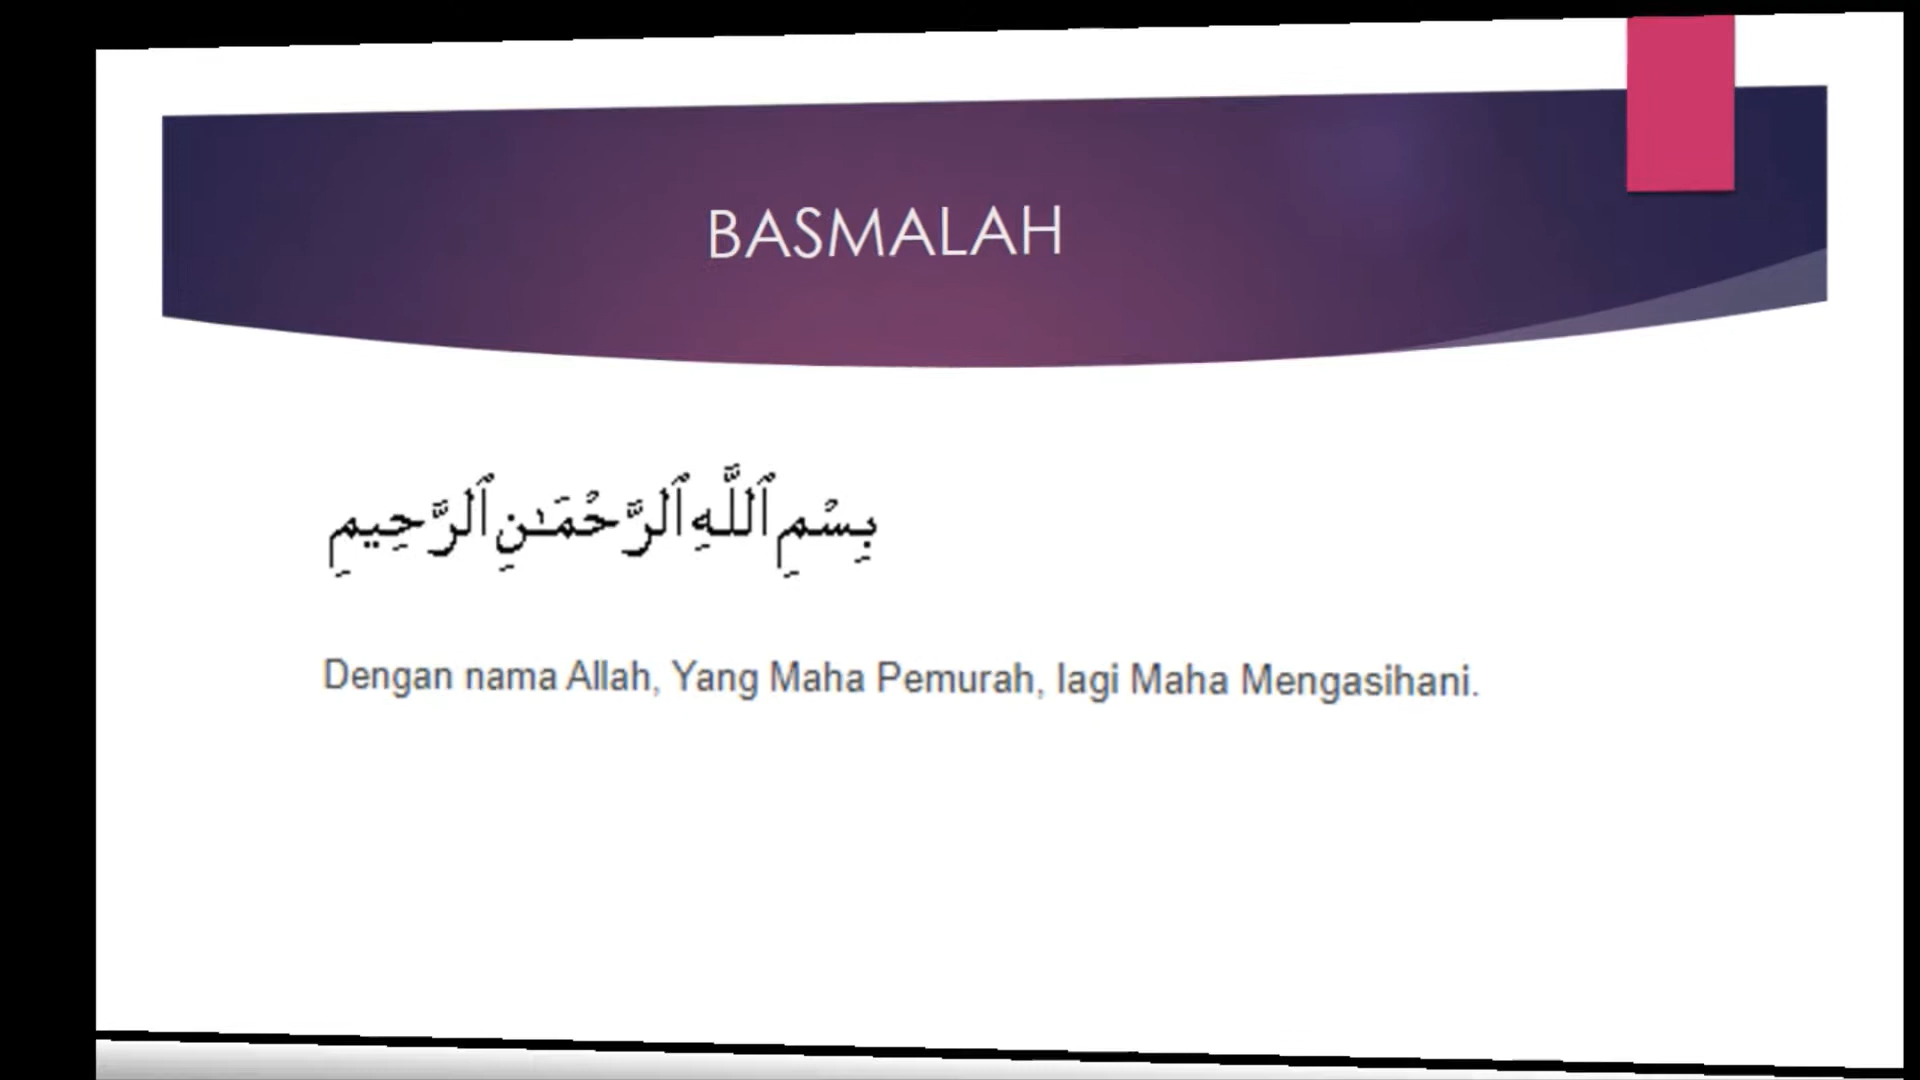 BASMALAH
بِسْمِ ٱللَّهِ ٱلرَّحْمَـٰنِ ٱلرَّحِيمِ
Dengan nama Allah, Yang Maha Pemurah, lagi Maha Mengasihani.